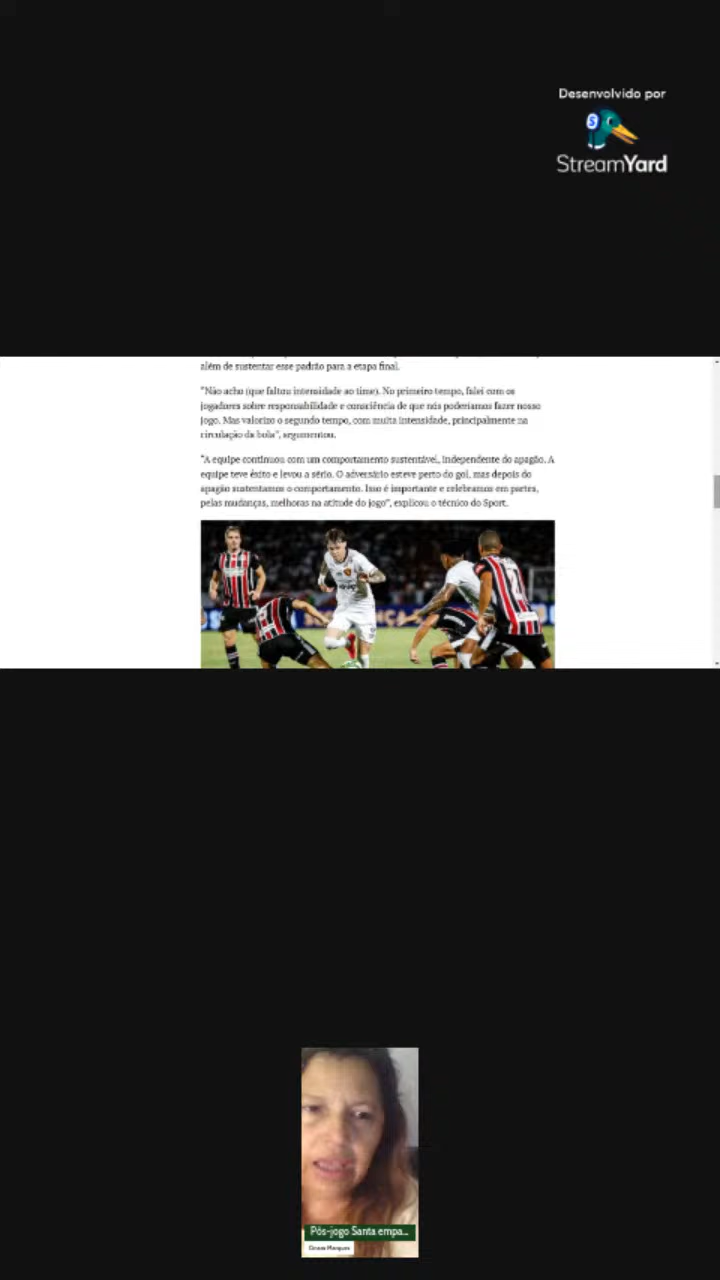 Desenvolvido por
StreamYard
além de sustentar esse padrão para a etapa final.
"Não acho (que faltou intensidade ao time). No primeiro tempo, falei com os
jogadores sobre responsabilidade e consciência de que nós poderíamos fazer nosso
jogo. Mas valorizo o segundo tempo, com muita intensidade, principalmente na
circulação da bola", argumentou.
"A equipe continuou com um comportamento sustentável, independente do apagão. A
equipe teve êxito e levou a sério. O adversário esteve perto do gol, mas depois do
apagão sustentamos o comportamento. Isso é importante e celebramos em partes,
pelas mudanças, melhoras na atitude do jogo", explicou o técnico do Sport.
Pós-jogo Santa empa...
Marques